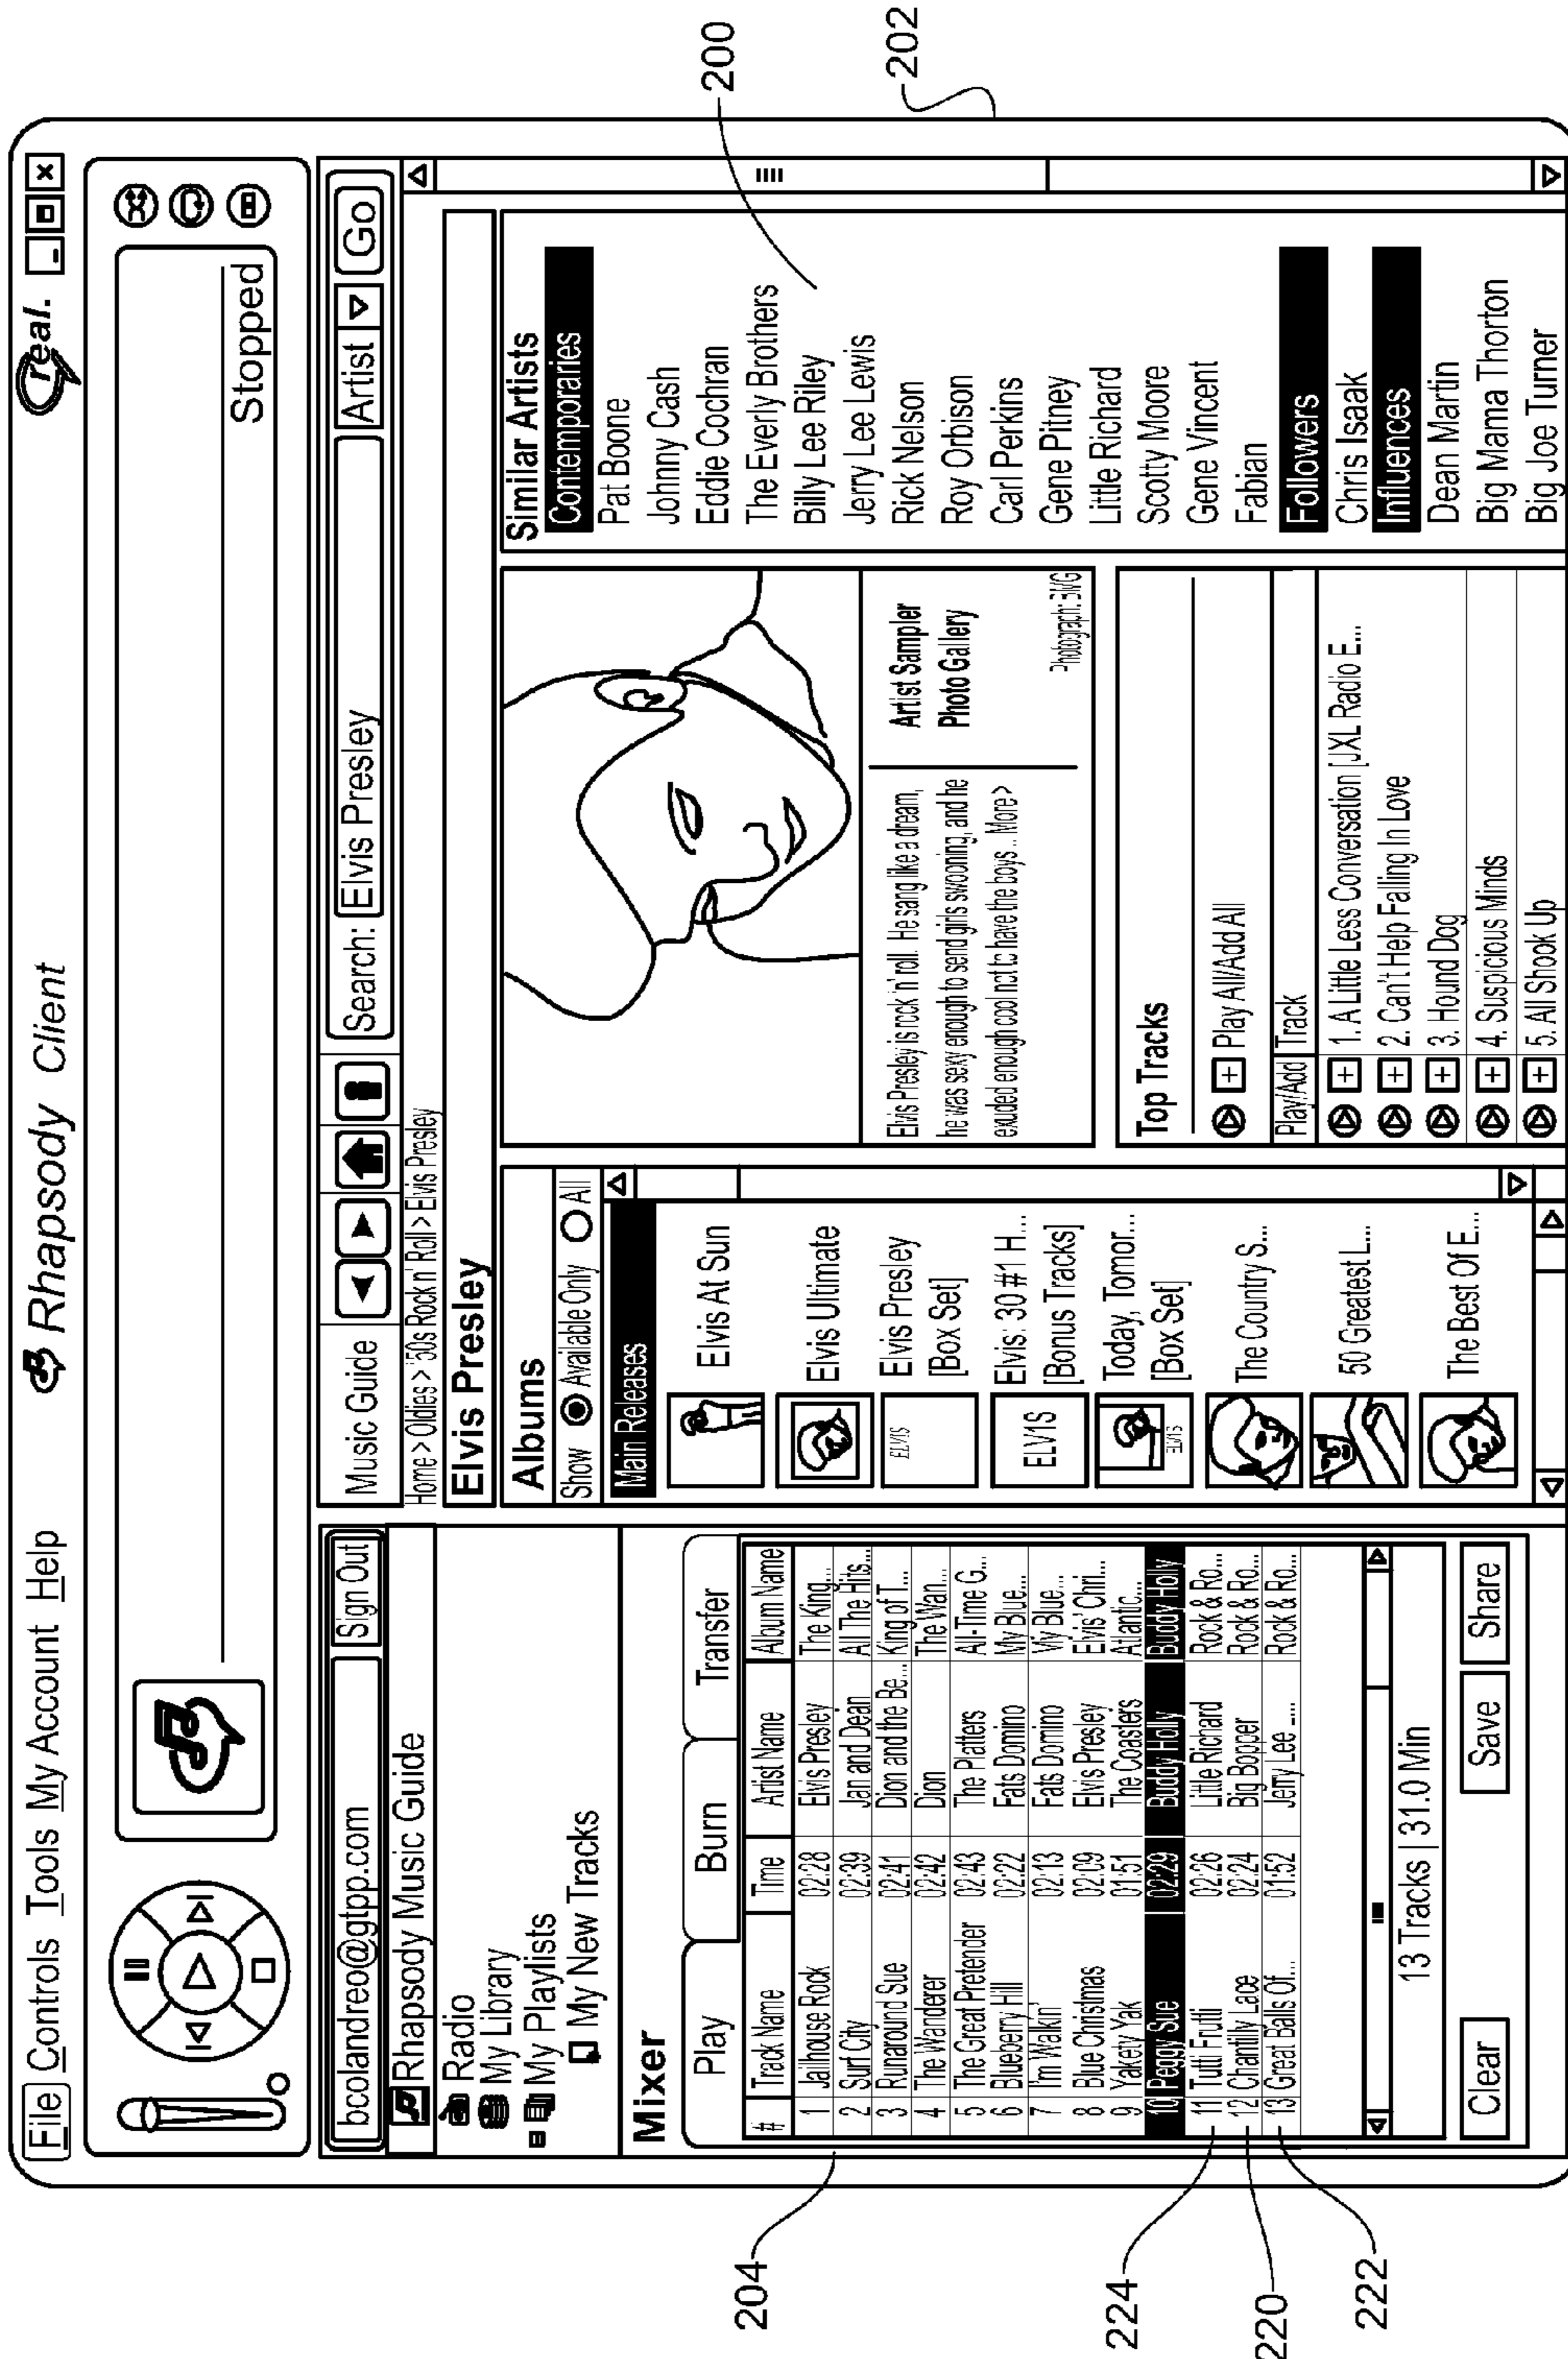 File Controls Tools My Account Help
Rhapsody Client
real.
Stopped
bcolandreo@gtpp.com
Sign Out
Rhapsody Music Guide
Radio
My Library
My Playlists
My New Tracks
Mixer
Play Burn Transfer
# Track Name Time Artist Name Album Name
1 Jailhouse Rock 02:28 Elvis Presley The King...
2 Surf City 02:39 Jan and Dean All The Hits...
3 Runaround Sue 02:41 Dion and the Be... King of T...
4 The Wanderer 02:42 Dion The Wan...
5 The Great Pretender 02:43 The Platters All-Time G...
6 Blueberry Hill 02:22 Fats Domino My Blue...
7 I'm Walkin' 02:13 Fats Domino My Blue...
8 Blue Christmas 02:09 Elvis Presley Elvis' Chri...
9 Yakety Yak 01:51 The Coasters Atlantic...
10 Peggy Sue 02:29 Buddy Holly Buddy Holly
11 Tutti Frutti 02:26 Little Richard Rock & Ro...
12 Chantilly Lace 02:24 Big Bopper Rock & Ro...
13 Great Balls Of... 01:52 Jerry Lee ... Rock & Ro...
13 Tracks | 31.0 Min
Clear Save Share
Music Guide
Search: Elvis Presley Artist Go
Home > Oldies > '50s Rock n' Roll > Elvis Presley
Elvis Presley
Albums
Show Available Only All
Main Releases
Elvis At Sun
Elvis Ultimate
ELVIS
Elvis Presley
[Box Set]
ELV1S
Elvis: 30 #1 H...
[Bonus Tracks]
ELVIS
Today, Tomor...
[Box Set]
The Country S...
50 Greatest L...
The Best Of E...
Elvis Presley is rock 'n' roll. He sang like a dream,
he was sexy enough to send girls swooning, and he
exuded enough cool not to have the boys... More >
Artist Sampler
Photo Gallery
Photograph: BMG
Top Tracks
Play All/Add All
Play/Add Track
1. A Little Less Conversation [JXL Radio E...
2. Can't Help Falling In Love
3. Hound Dog
4. Suspicious Minds
5. All Shook Up
Similar Artists
Contemporaries
Pat Boone
Johnny Cash
Eddie Cochran
The Everly Brothers
Billy Lee Riley
Jerry Lee Lewis
Rick Nelson
Roy Orbison
Carl Perkins
Gene Pitney
Little Richard
Scotty Moore
Gene Vincent
Fabian
Followers
Chris Isaak
Influences
Dean Martin
Big Mama Thorton
Big Joe Turner
200
202
204
224
220
222